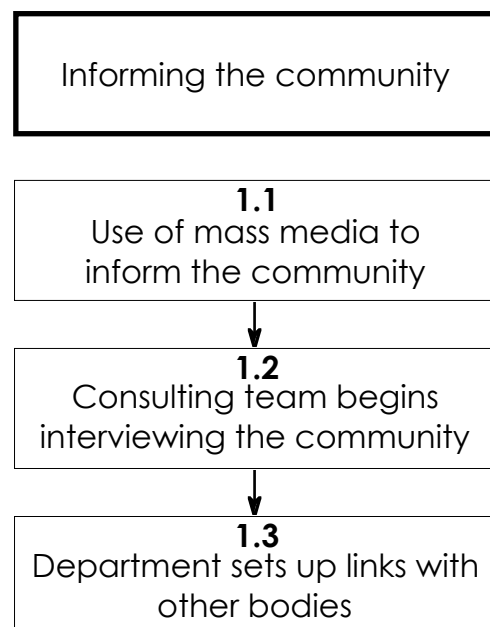 Informing the community
1.1
Use of mass media to
inform the community
1.2
Consulting team begins
interviewing the community
1.3
Department sets up links with
other bodies